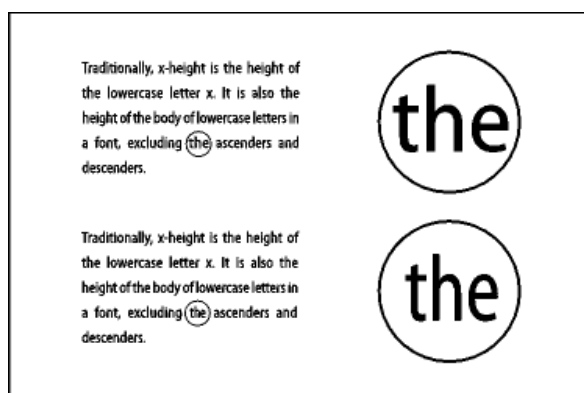 Traditionally, x-height is the height of
the lowercase letter x. It is also the
height of the body of lowercase letters in
a font, excluding the ascenders and
descenders.
the
Traditionally, x-height is the height of
the lowercase letter x. It is also the
height of the body of lowercase letters in
a font, excluding the ascenders and
descenders.
the